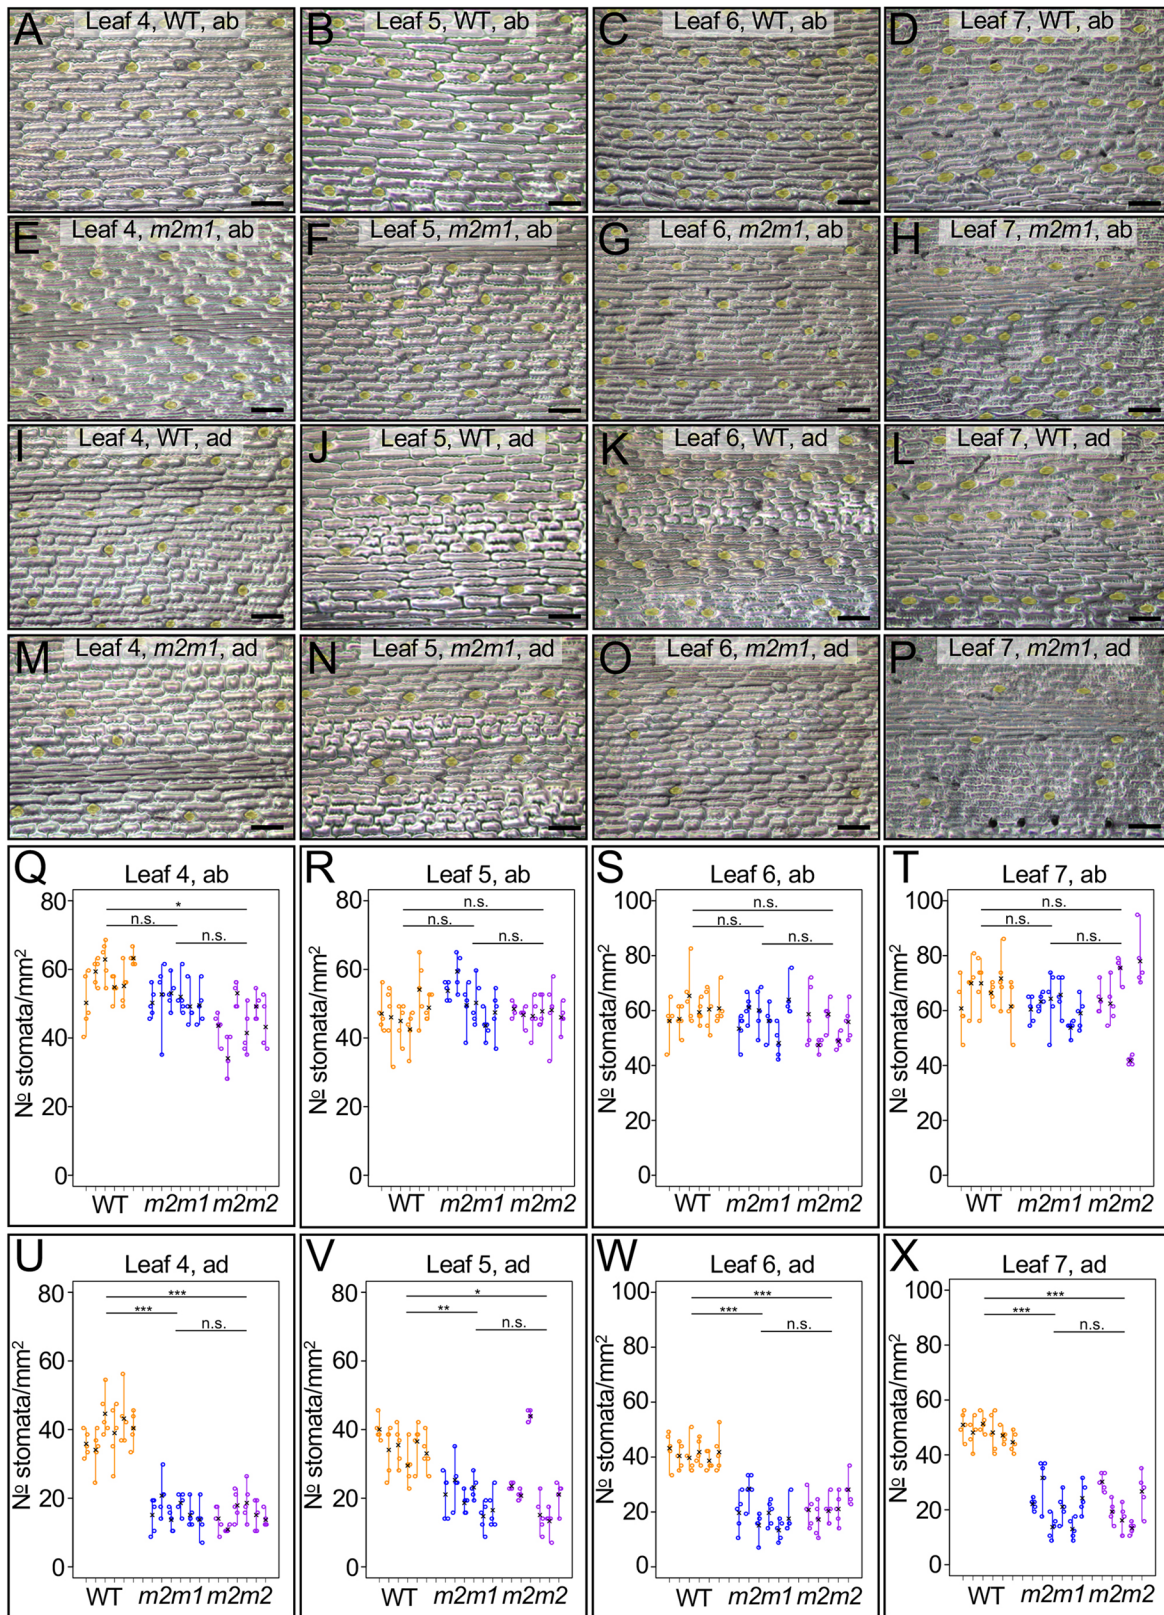 A Leaf 4, WT, ab
B Leaf 5, WT, ab
C Leaf 6, WT, ab
D Leaf 7, WT, ab
E Leaf 4, m2m1, ab
F Leaf 5, m2m1, ab
G Leaf 6, m2m1, ab
H Leaf 7, m2m1, ab
I Leaf 4, WT, ad
J Leaf 5, WT, ad
K Leaf 6, WT, ad
L Leaf 7, WT, ad
M Leaf 4, m2m1, ad
N Leaf 5, m2m1, ad
O Leaf 6, m2m1, ad
P Leaf 7, m2m1, ad
Q Leaf 4, ab
80
60
40
20
0
№ stomata/mm²
*
n.s.
n.s.
WT m2m1 m2m2
R Leaf 5, ab
80
60
40
20
0
№ stomata/mm²
n.s.
n.s.
n.s.
WT m2m1 m2m2
S Leaf 6, ab
100
80
60
40
20
0
№ stomata/mm²
n.s.
n.s.
n.s.
WT m2m1 m2m2
T Leaf 7, ab
100
80
60
40
20
0
№ stomata/mm²
n.s.
n.s.
n.s.
WT m2m1 m2m2
U Leaf 4, ad
80
60
40
20
0
№ stomata/mm²
***
***
n.s.
WT m2m1 m2m2
V Leaf 5, ad
80
60
40
20
0
№ stomata/mm²
*
**
n.s.
WT m2m1 m2m2
W Leaf 6, ad
100
80
60
40
20
0
№ stomata/mm²
***
***
n.s.
WT m2m1 m2m2
X Leaf 7, ad
100
80
60
40
20
0
№ stomata/mm²
***
***
n.s.
WT m2m1 m2m2